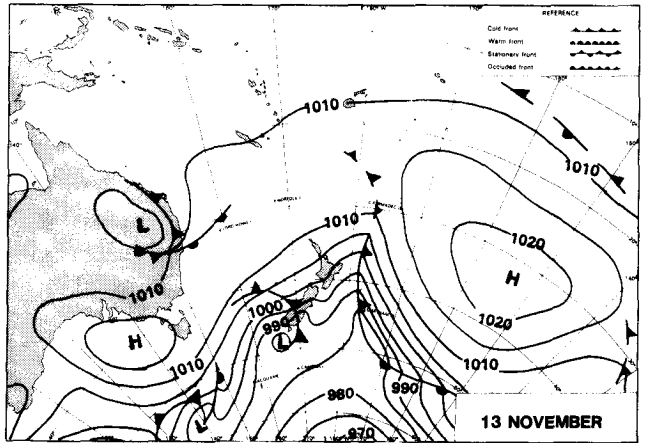 REFERENCE
Cold front
Warm front
Stationary front
Occluded front
1010
1010
1010
1020
H
1020
L
1010
H
1010
1000
990
L
1010
990
980
970
L
13 NOVEMBER